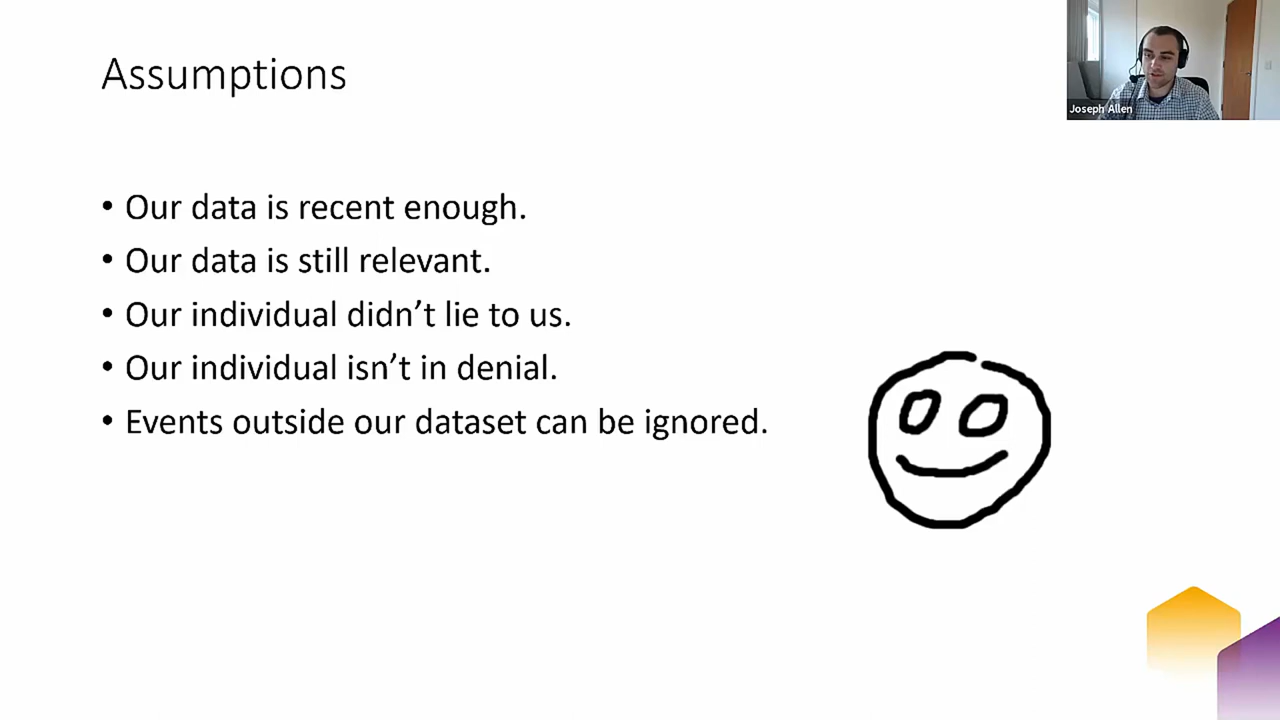 Assumptions
Joseph Allen
• Our data is recent enough.
• Our data is still relevant.
• Our individual didn’t lie to us.
• Our individual isn’t in denial.
• Events outside our dataset can be ignored.